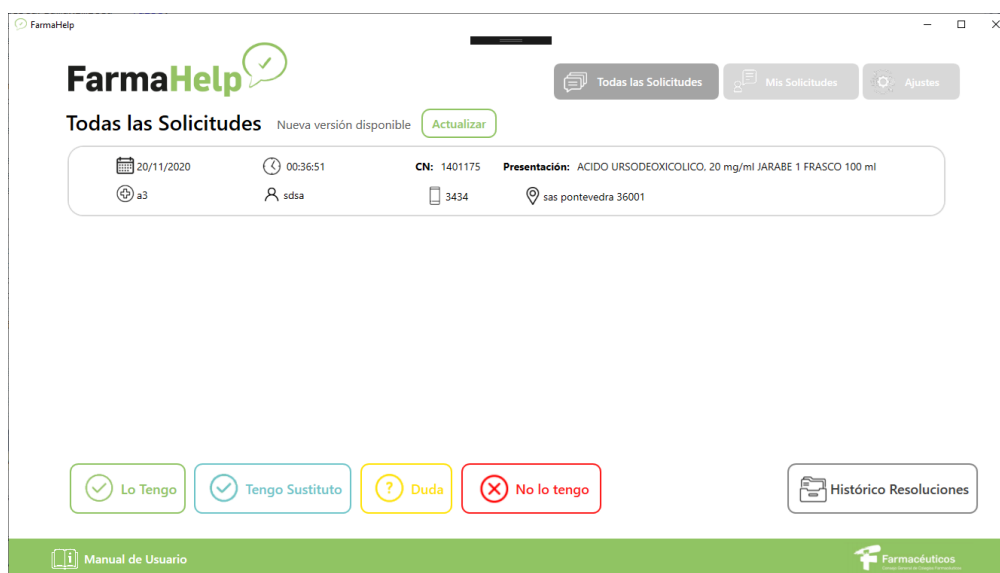 FarmaHelp
FarmaHelp
Todas las Solicitudes
Mis Solicitudes
Ajustes
Todas las Solicitudes Nueva versión disponible Actualizar
20/11/2020 00:36:51 CN: 1401175 Presentación: ACIDO URSODEOXICOLICO, 20 mg/ml JARABE 1 FRASCO 100 ml
a3 sdsa 3434 sas pontevedra 36001
Lo Tengo
Tengo Sustituto
Duda
No lo tengo
Histórico Resoluciones
Manual de Usuario
Farmacéuticos